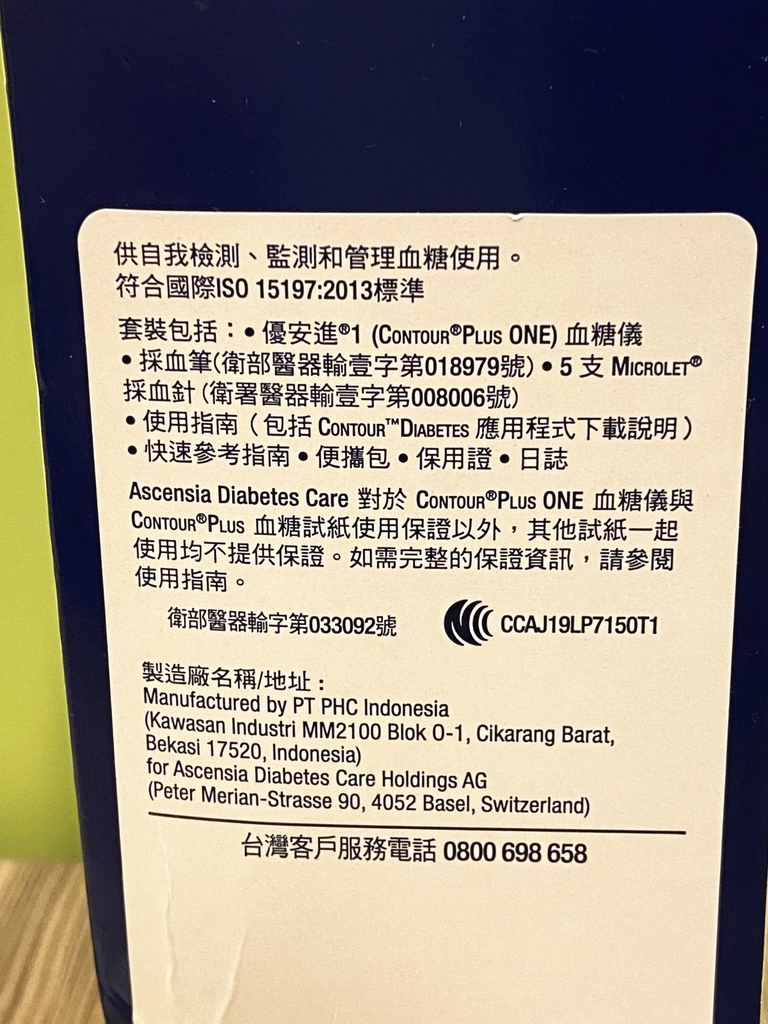 供自我檢測、監測和管理血糖使用。
符合國際ISO 15197:2013標準
套裝包括：• 優安進®1 (CONTOUR®PLUS ONE) 血糖儀
• 採血筆(衛部醫器輸壹字第018979號) • 5 支 MICROLET®
採血針 (衛署醫器輸壹字第008006號)
• 使用指南（包括 CONTOUR™DIABETES 應用程式下載說明）
• 快速參考指南 • 便攜包 • 保用證 • 日誌
Ascensia Diabetes Care 對於 CONTOUR®PLUS ONE 血糖儀與
CONTOUR®PLUS 血糖試紙使用保證以外，其他試紙一起
使用均不提供保證。如需完整的保證資訊，請參閱
使用指南。
衛部醫器輸字第033092號 CCAJ19LP7150T1
製造廠名稱/地址：
Manufactured by PT PHC Indonesia
(Kawasan Industri MM2100 Blok O-1, Cikarang Barat,
Bekasi 17520, Indonesia)
for Ascensia Diabetes Care Holdings AG
(Peter Merian-Strasse 90, 4052 Basel, Switzerland)
台灣客戶服務電話 0800 698 658